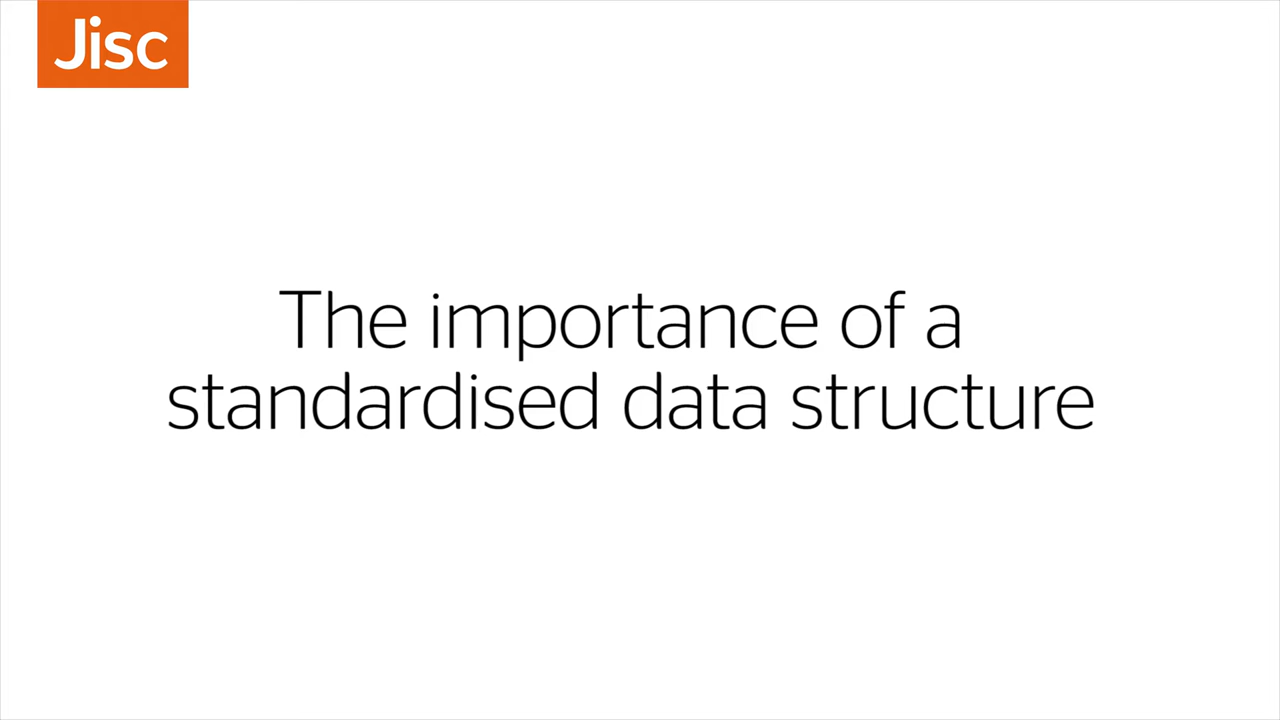 Jisc
The importance of a
standardised data structure